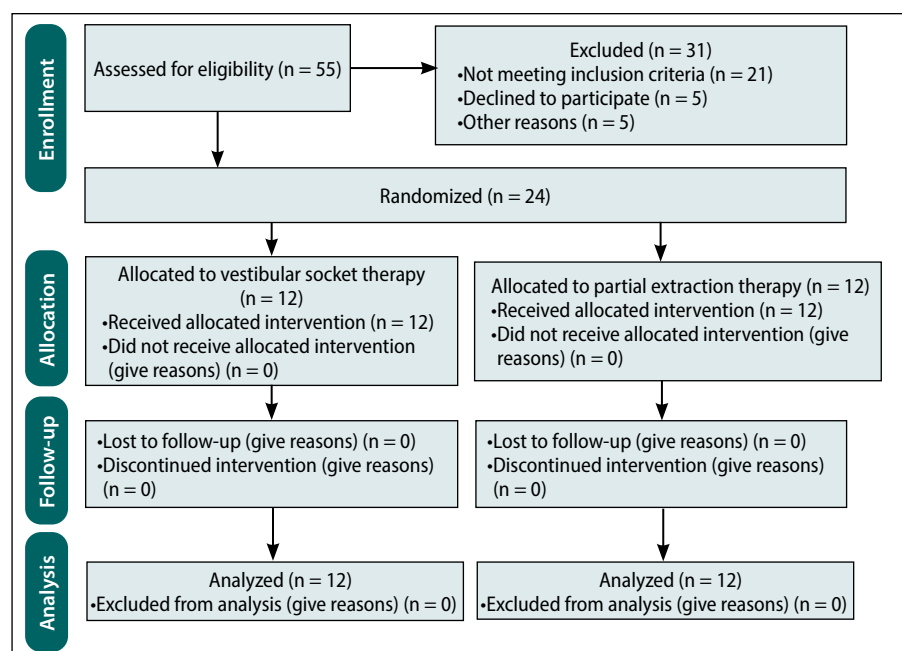 Enrollment
Assessed for eligibility (n = 55)
Excluded (n = 31)
•Not meeting inclusion criteria (n = 21)
•Declined to participate (n = 5)
•Other reasons (n = 5)
Randomized (n = 24)
Allocation
Allocated to vestibular socket therapy
(n = 12)
•Received allocated intervention (n = 12)
•Did not receive allocated intervention
(give reasons) (n = 0)
Allocated to partial extraction therapy (n = 12)
•Received allocated intervention (n = 12)
•Did not receive allocated intervention (give
reasons) (n = 0)
Follow-up
•Lost to follow-up (give reasons) (n = 0)
•Discontinued intervention (give reasons)
(n = 0)
•Lost to follow-up (give reasons) (n = 0)
•Discontinued intervention (give reasons)
(n = 0)
Analysis
Analyzed (n = 12)
•Excluded from analysis (give reasons) (n = 0)
Analyzed (n = 12)
•Excluded from analysis (give reasons) (n = 0)